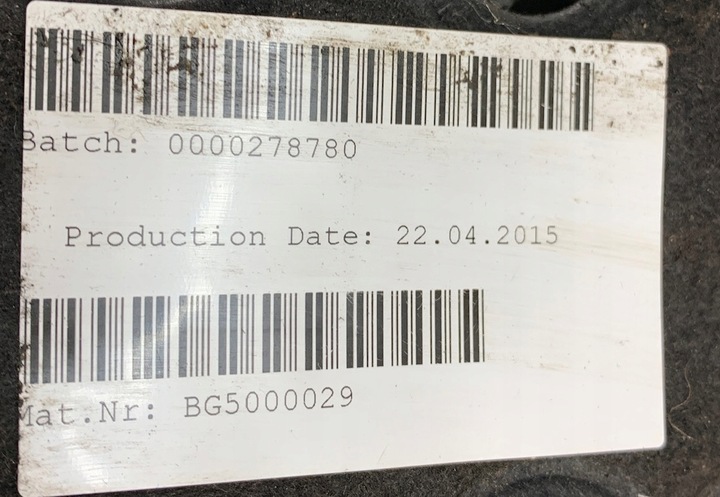 Batch: 0000278780
Production Date: 22.04.2015
Mat.Nr: BG5000029